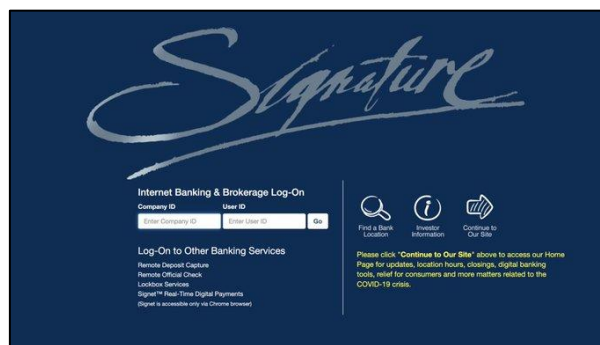 Signature
Internet Banking & Brokerage Log-On
Company ID User ID
Enter Company ID Enter User ID Go
Log-On to Other Banking Services
Remote Deposit Capture
Remote Official Check
Lockbox Services
Signet™ Real-Time Digital Payments
(Signet is accessible only via Chrome browser)
Find a Bank
Location
Investor
Information
Continue to
Our Site
Please click "Continue to Our Site" above to access our Home
Page for updates, location hours, closings, digital banking
tools, relief for consumers and more matters related to the
COVID-19 crisis.